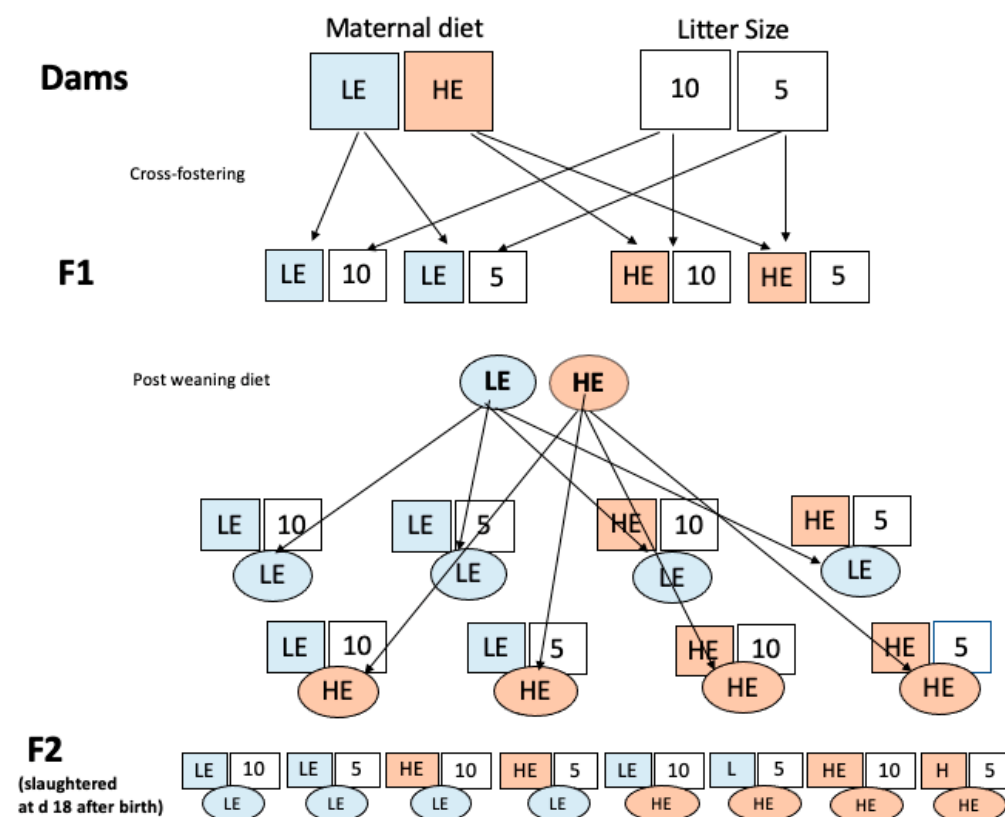 Maternal diet Litter Size
Dams LE HE 10 5
Cross-fostering
F1 LE 10 LE 5 HE 10 HE 5
Post weaning diet LE HE
LE 10 LE 5 HE 10 HE 5
LE LE LE LE
LE 10 LE 5 HE 10 HE 5
HE HE HE HE
F2
LE 10 LE 5 HE 10 HE 5 LE 10 L 5 HE 10 H 5
(slaughtered
at d 18 after birth) LE LE LE LE HE HE HE HE